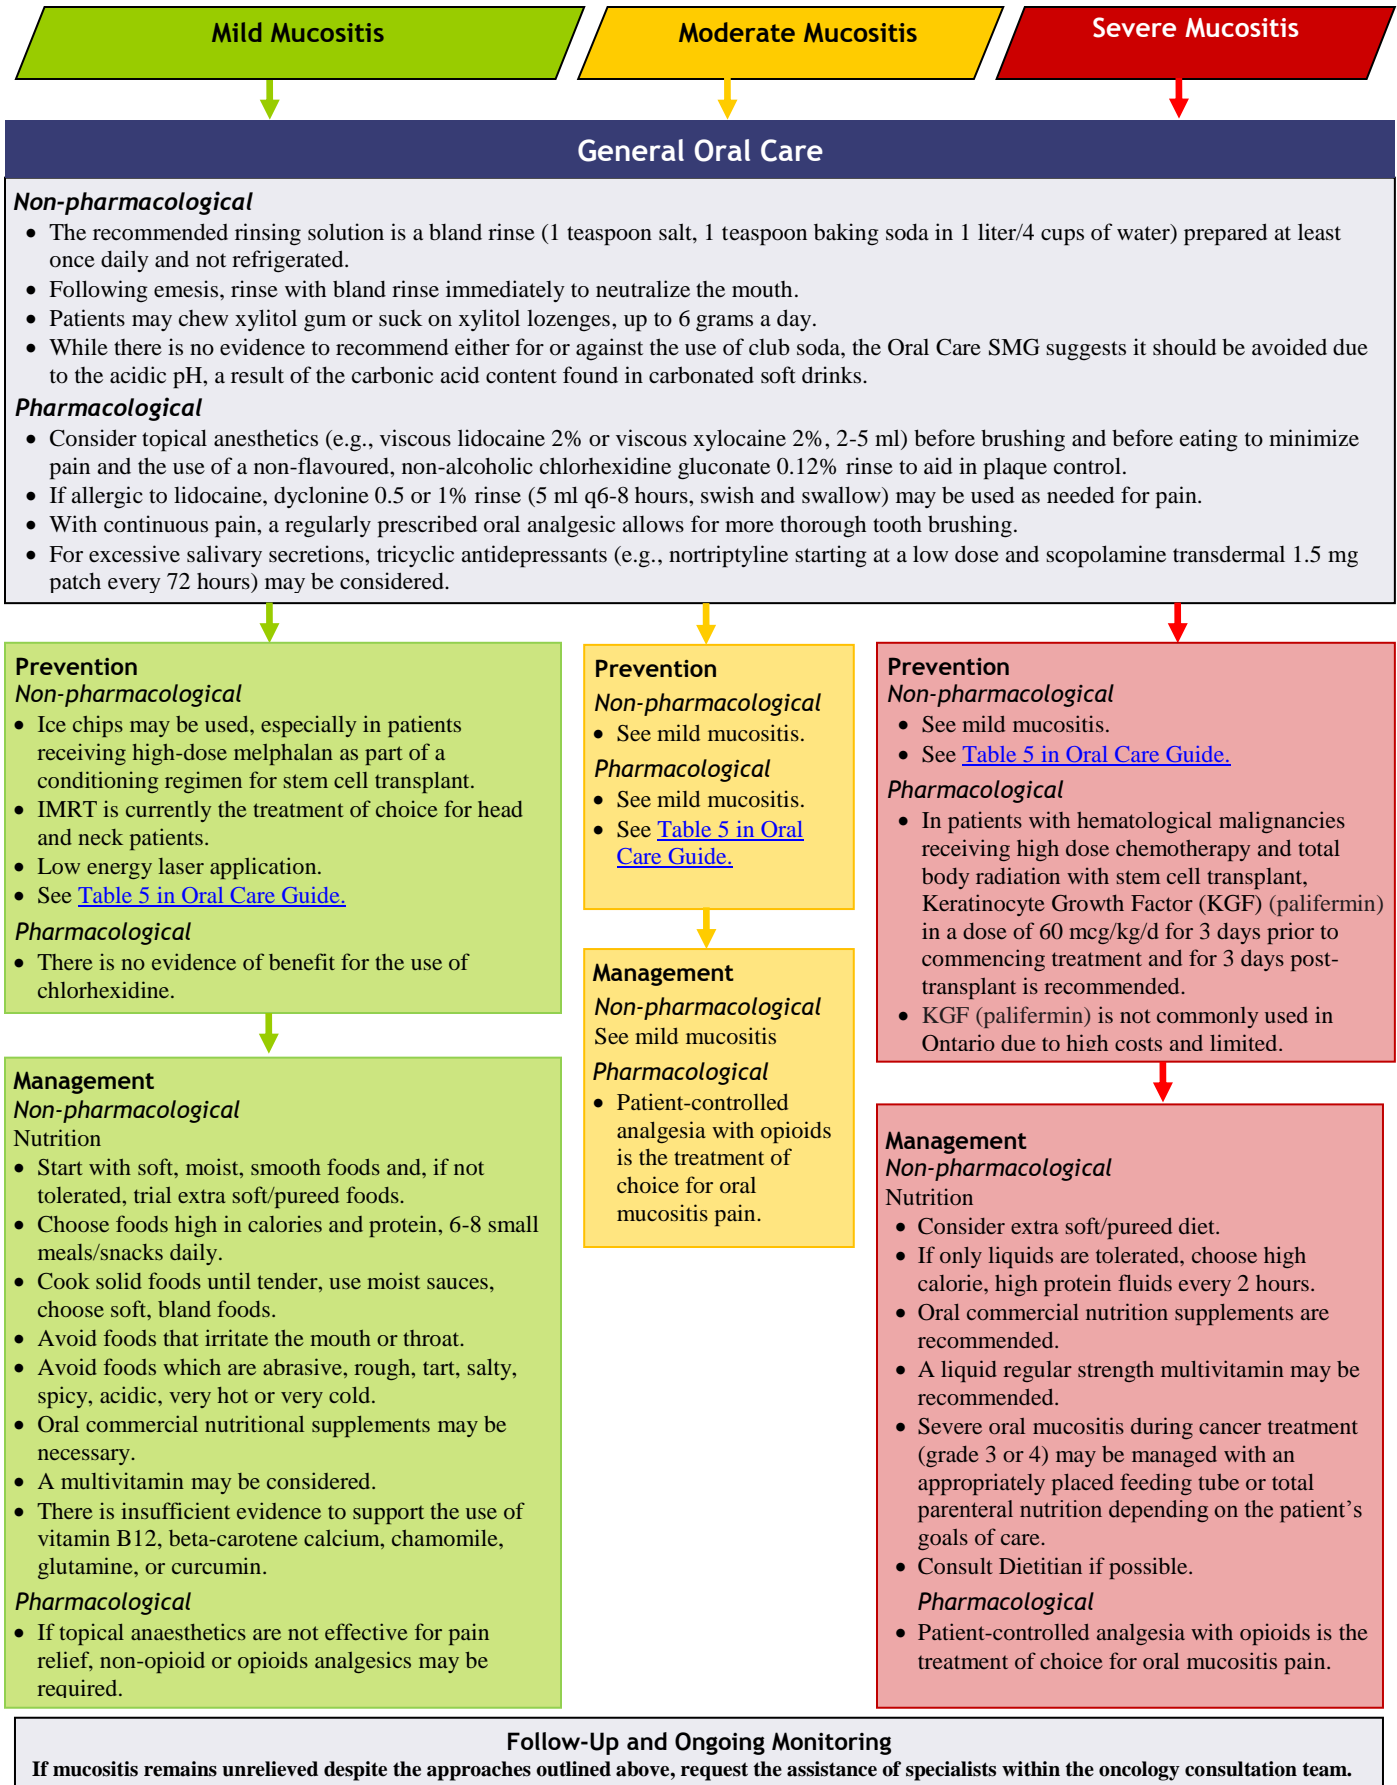 Mild Mucositis
Moderate Mucositis
Severe Mucositis
General Oral Care
Non-pharmacological
• The recommended rinsing solution is a bland rinse (1 teaspoon salt, 1 teaspoon baking soda in 1 liter/4 cups of water) prepared at least
once daily and not refrigerated.
• Following emesis, rinse with bland rinse immediately to neutralize the mouth.
• Patients may chew xylitol gum or suck on xylitol lozenges, up to 6 grams a day.
• While there is no evidence to recommend either for or against the use of club soda, the Oral Care SMG suggests it should be avoided due
to the acidic pH, a result of the carbonic acid content found in carbonated soft drinks.
Pharmacological
• Consider topical anesthetics (e.g., viscous lidocaine 2% or viscous xylocaine 2%, 2-5 ml) before brushing and before eating to minimize
pain and the use of a non-flavoured, non-alcoholic chlorhexidine gluconate 0.12% rinse to aid in plaque control.
• If allergic to lidocaine, dyclonine 0.5 or 1% rinse (5 ml q6-8 hours, swish and swallow) may be used as needed for pain.
• With continuous pain, a regularly prescribed oral analgesic allows for more thorough tooth brushing.
• For excessive salivary secretions, tricyclic antidepressants (e.g., nortriptyline starting at a low dose and scopolamine transdermal 1.5 mg
patch every 72 hours) may be considered.
Prevention
Non-pharmacological
• Ice chips may be used, especially in patients
receiving high-dose melphalan as part of a
conditioning regimen for stem cell transplant.
• IMRT is currently the treatment of choice for head
and neck patients.
• Low energy laser application.
• See Table 5 in Oral Care Guide.
Pharmacological
• There is no evidence of benefit for the use of
chlorhexidine.
Management
Non-pharmacological
Nutrition
• Start with soft, moist, smooth foods and, if not
tolerated, trial extra soft/pureed foods.
• Choose foods high in calories and protein, 6-8 small
meals/snacks daily.
• Cook solid foods until tender, use moist sauces,
choose soft, bland foods.
• Avoid foods that irritate the mouth or throat.
• Avoid foods which are abrasive, rough, tart, salty,
spicy, acidic, very hot or very cold.
• Oral commercial nutritional supplements may be
necessary.
• A multivitamin may be considered.
• There is insufficient evidence to support the use of
vitamin B12, beta-carotene calcium, chamomile,
glutamine, or curcumin.
Pharmacological
• If topical anaesthetics are not effective for pain
relief, non-opioid or opioids analgesics may be
required.
Prevention
Non-pharmacological
• See mild mucositis.
Pharmacological
• See mild mucositis.
• See Table 5 in Oral
Care Guide.
Management
Non-pharmacological
See mild mucositis
Pharmacological
• Patient-controlled
analgesia with opioids
is the treatment of
choice for oral
mucositis pain.
Prevention
Non-pharmacological
• See mild mucositis.
• See Table 5 in Oral Care Guide.
Pharmacological
• In patients with hematological malignancies
receiving high dose chemotherapy and total
body radiation with stem cell transplant,
Keratinocyte Growth Factor (KGF) (palifermin)
in a dose of 60 mcg/kg/d for 3 days prior to
commencing treatment and for 3 days post-
transplant is recommended.
• KGF (palifermin) is not commonly used in
Ontario due to high costs and limited.
Management
Non-pharmacological
Nutrition
• Consider extra soft/pureed diet.
• If only liquids are tolerated, choose high
calorie, high protein fluids every 2 hours.
• Oral commercial nutrition supplements are
recommended.
• A liquid regular strength multivitamin may be
recommended.
• Severe oral mucositis during cancer treatment
(grade 3 or 4) may be managed with an
appropriately placed feeding tube or total
parenteral nutrition depending on the patient’s
goals of care.
• Consult Dietitian if possible.
Pharmacological
• Patient-controlled analgesia with opioids is the
treatment of choice for oral mucositis pain.
Follow-Up and Ongoing Monitoring
If mucositis remains unrelieved despite the approaches outlined above, request the assistance of specialists within the oncology consultation team.